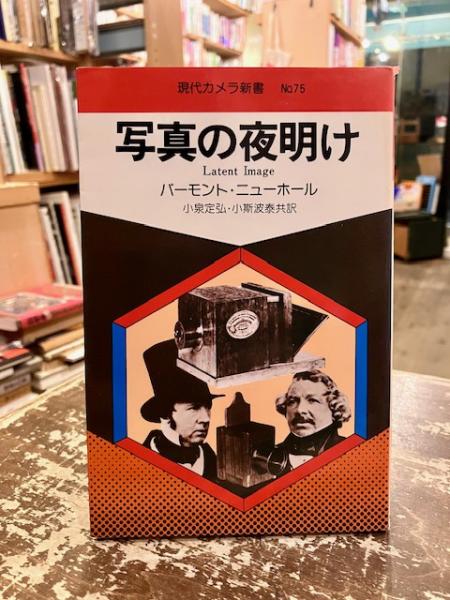 現代カメラ新書 No.75
写真の夜明け
Latent Image
バーモント・ニューホール
小泉定弘・小斯波泰共訳